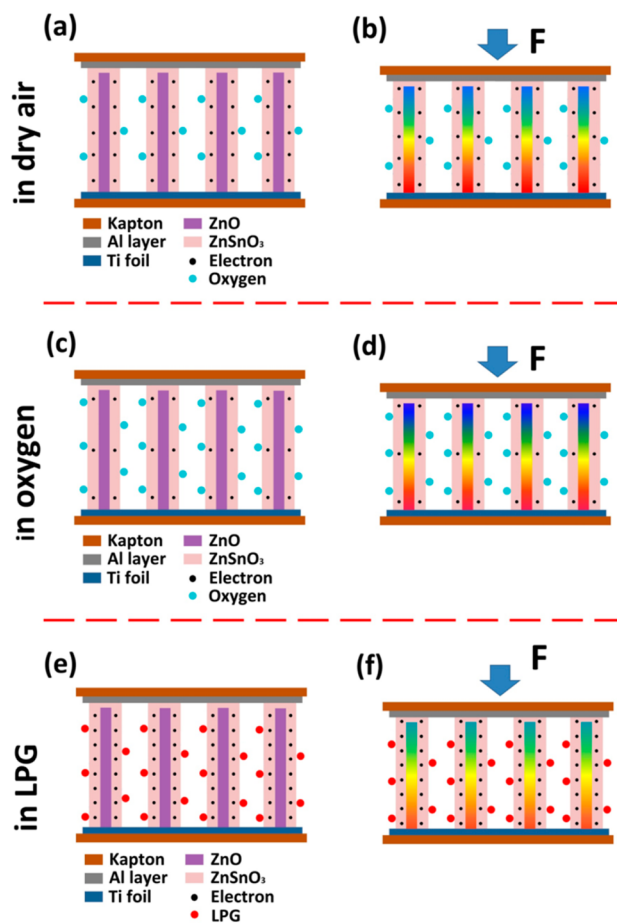 (a)
(b)
F
in dry air
Kapton
ZnO
Al layer
ZnSnO₃
Ti foil
Electron
Oxygen
(c)
(d)
F
in oxygen
Kapton
ZnO
Al layer
ZnSnO₃
Ti foil
Electron
Oxygen
(e)
(f)
F
in LPG
Kapton
ZnO
Al layer
ZnSnO₃
Ti foil
Electron
LPG